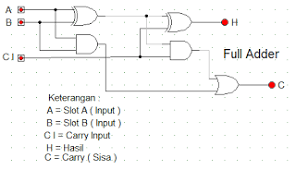 A
B
C I
H
Full Adder
C
Keterangan :
A = Slot A ( Input )
B = Slot B ( Input )
C I = Carry Input
H = Hasil
C = Carry ( Sisa )